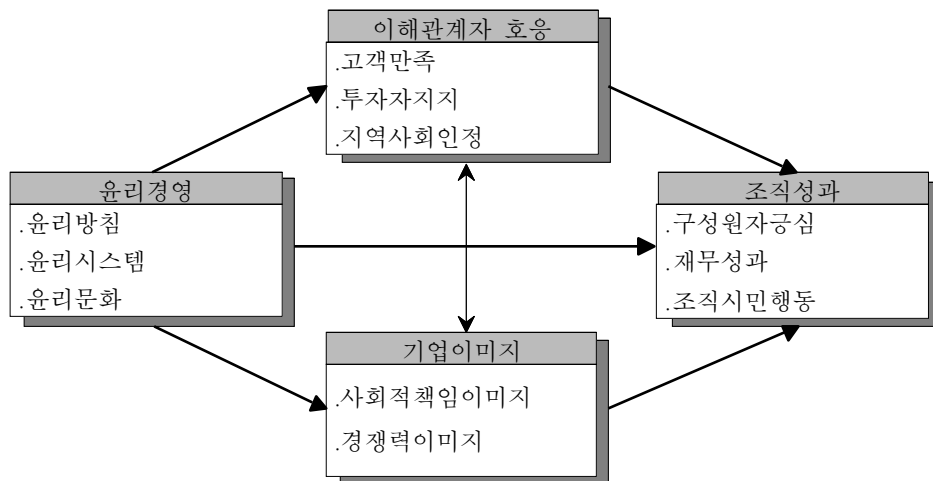 이해관계자 호응
.고객만족
.투자자지지
.지역사회인정
윤리경영
.윤리방침
.윤리시스템
.윤리문화
조직성과
.구성원자긍심
.재무성과
.조직시민행동
기업이미지
.사회적책임이미지
.경쟁력이미지